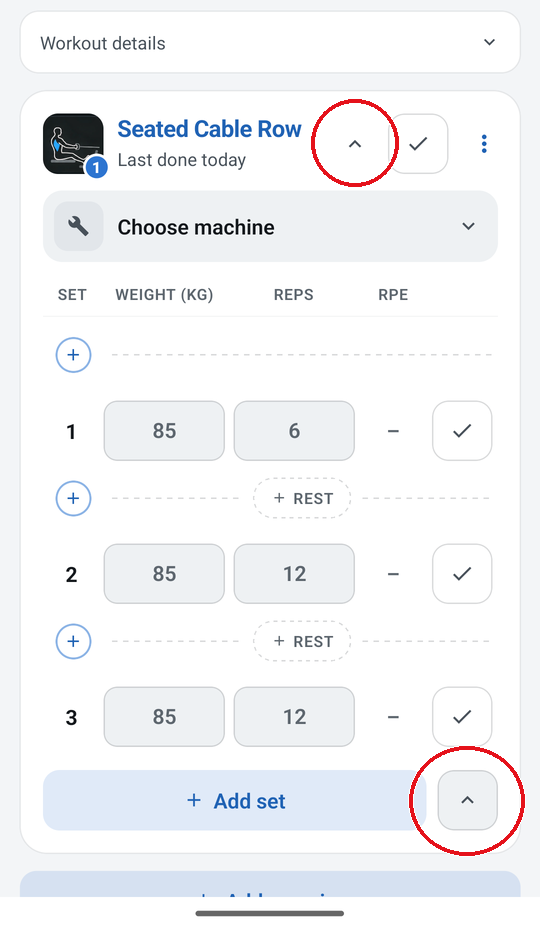 Workout details
Seated Cable Row
Last done today
1
Choose machine
SET WEIGHT (KG) REPS RPE
1 85 6 –
+ REST
2 85 12 –
+ REST
3 85 12 –
+ Add set